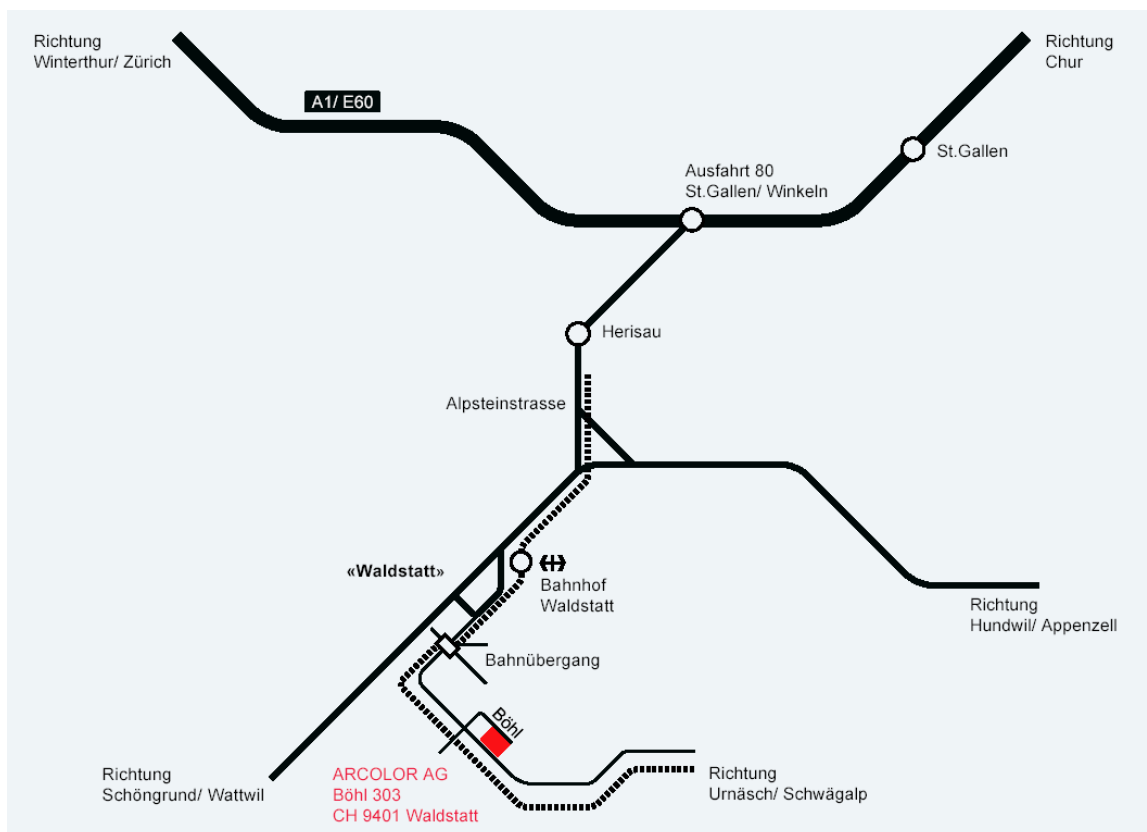 Richtung
Winterthur/ Zürich
A1/ E60
Richtung
Chur
St.Gallen
Ausfahrt 80
St.Gallen/ Winkeln
Herisau
Alpsteinstrasse
«Waldstatt»
Bahnhof
Waldstatt
Richtung
Hundwil/ Appenzell
Bahnübergang
Böhl
Richtung
Schöngrund/ Wattwil
ARCOLOR AG
Böhl 303
CH 9401 Waldstatt
Richtung
Urnäsch/ Schwägalp